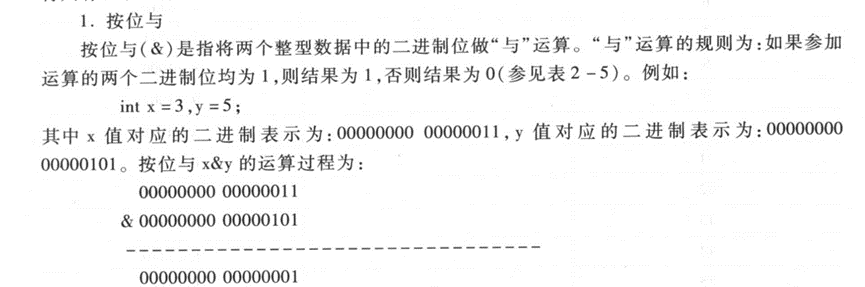 1. 按位与
按位与(&)是指将两个整型数据中的二进制位做“与”运算。“与”运算的规则为:如果参加
运算的两个二进制位均为1,则结果为1,否则结果为0(参见表2-5)。例如:
int x=3,y=5;
其中 x 值对应的二进制表示为:00000000 00000011,y 值对应的二进制表示为:00000000
00000101。按位与 x&y 的运算过程为:
00000000 00000011
& 00000000 00000101
--------------------------------
00000000 00000001